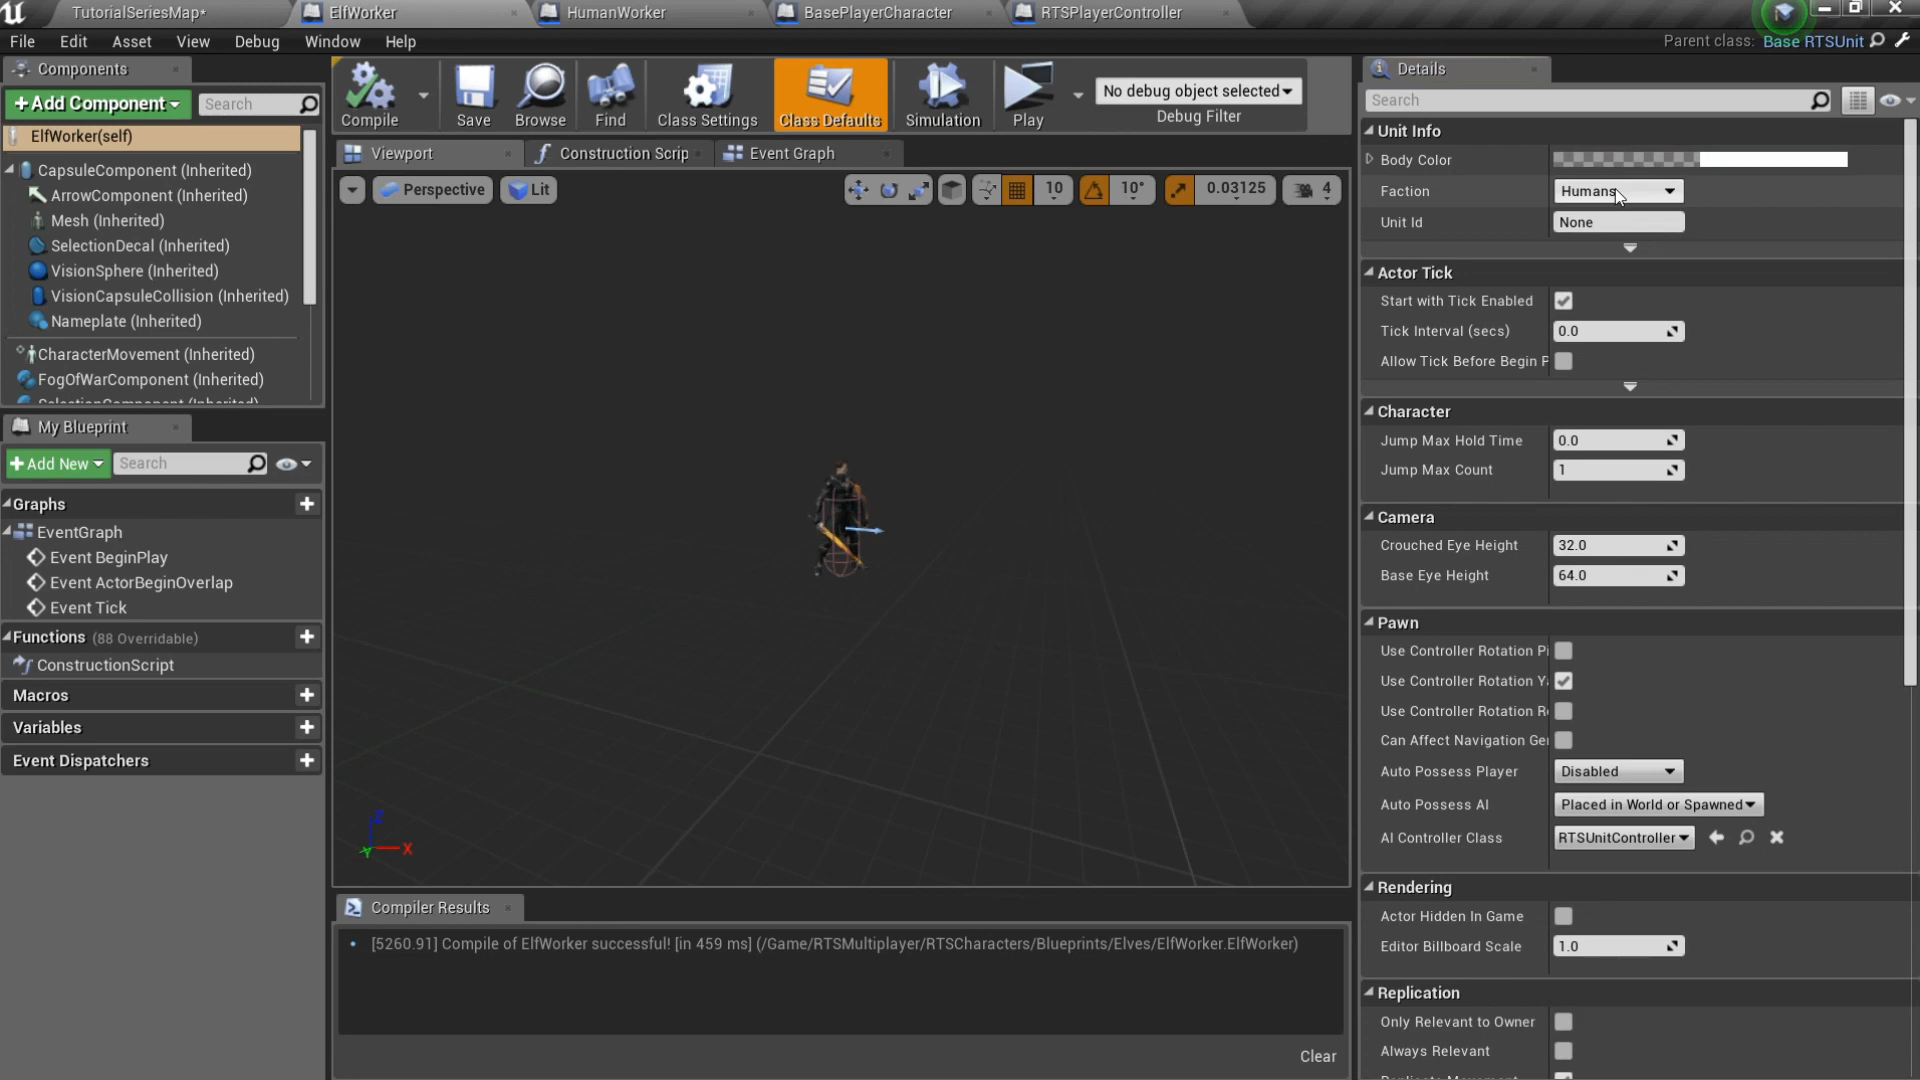 TutorialSeriesMap*
ElfWorker
HumanWorker
BasePlayerCharacter
RTSPlayerController
File
Edit
Asset
View
Debug
Window
Help
Parent class: Base RTSUnit
Components
+Add Component
Search
ElfWorker(self)
CapsuleComponent (Inherited)
ArrowComponent (Inherited)
Mesh (Inherited)
SelectionDecal (Inherited)
VisionSphere (Inherited)
VisionCapsuleCollision (Inherited)
Nameplate (Inherited)
CharacterMovement (Inherited)
FogOfWarComponent (Inherited)
SelectionComponent (Inherited)
My Blueprint
+Add New
Search
Graphs
EventGraph
Event BeginPlay
Event ActorBeginOverlap
Event Tick
Functions (88 Overridable)
ConstructionScript
Macros
Variables
Event Dispatchers
Compile
Save
Browse
Find
Class Settings
Class Defaults
Simulation
Play
No debug object selected
Debug Filter
Viewport
Construction Scrip
Event Graph
Perspective
Lit
10
10°
0.03125
4
Z
X
Y
Compiler Results
[5260.91] Compile of ElfWorker successful! [in 459 ms] (/Game/RTSMultiplayer/RTSCharacters/Blueprints/Elves/ElfWorker.ElfWorker)
Clear
Details
Search
Unit Info
Body Color
Faction Humans
Unit Id None
Actor Tick
Start with Tick Enabled
Tick Interval (secs) 0.0
Allow Tick Before Begin P
Character
Jump Max Hold Time 0.0
Jump Max Count 1
Camera
Crouched Eye Height 32.0
Base Eye Height 64.0
Pawn
Use Controller Rotation Pi
Use Controller Rotation Ya
Use Controller Rotation Ro
Can Affect Navigation Gen
Auto Possess Player Disabled
Auto Possess AI Placed in World or Spawned
AI Controller Class RTSUnitController
Rendering
Actor Hidden In Game
Editor Billboard Scale 1.0
Replication
Only Relevant to Owner
Always Relevant
Replicate Movement